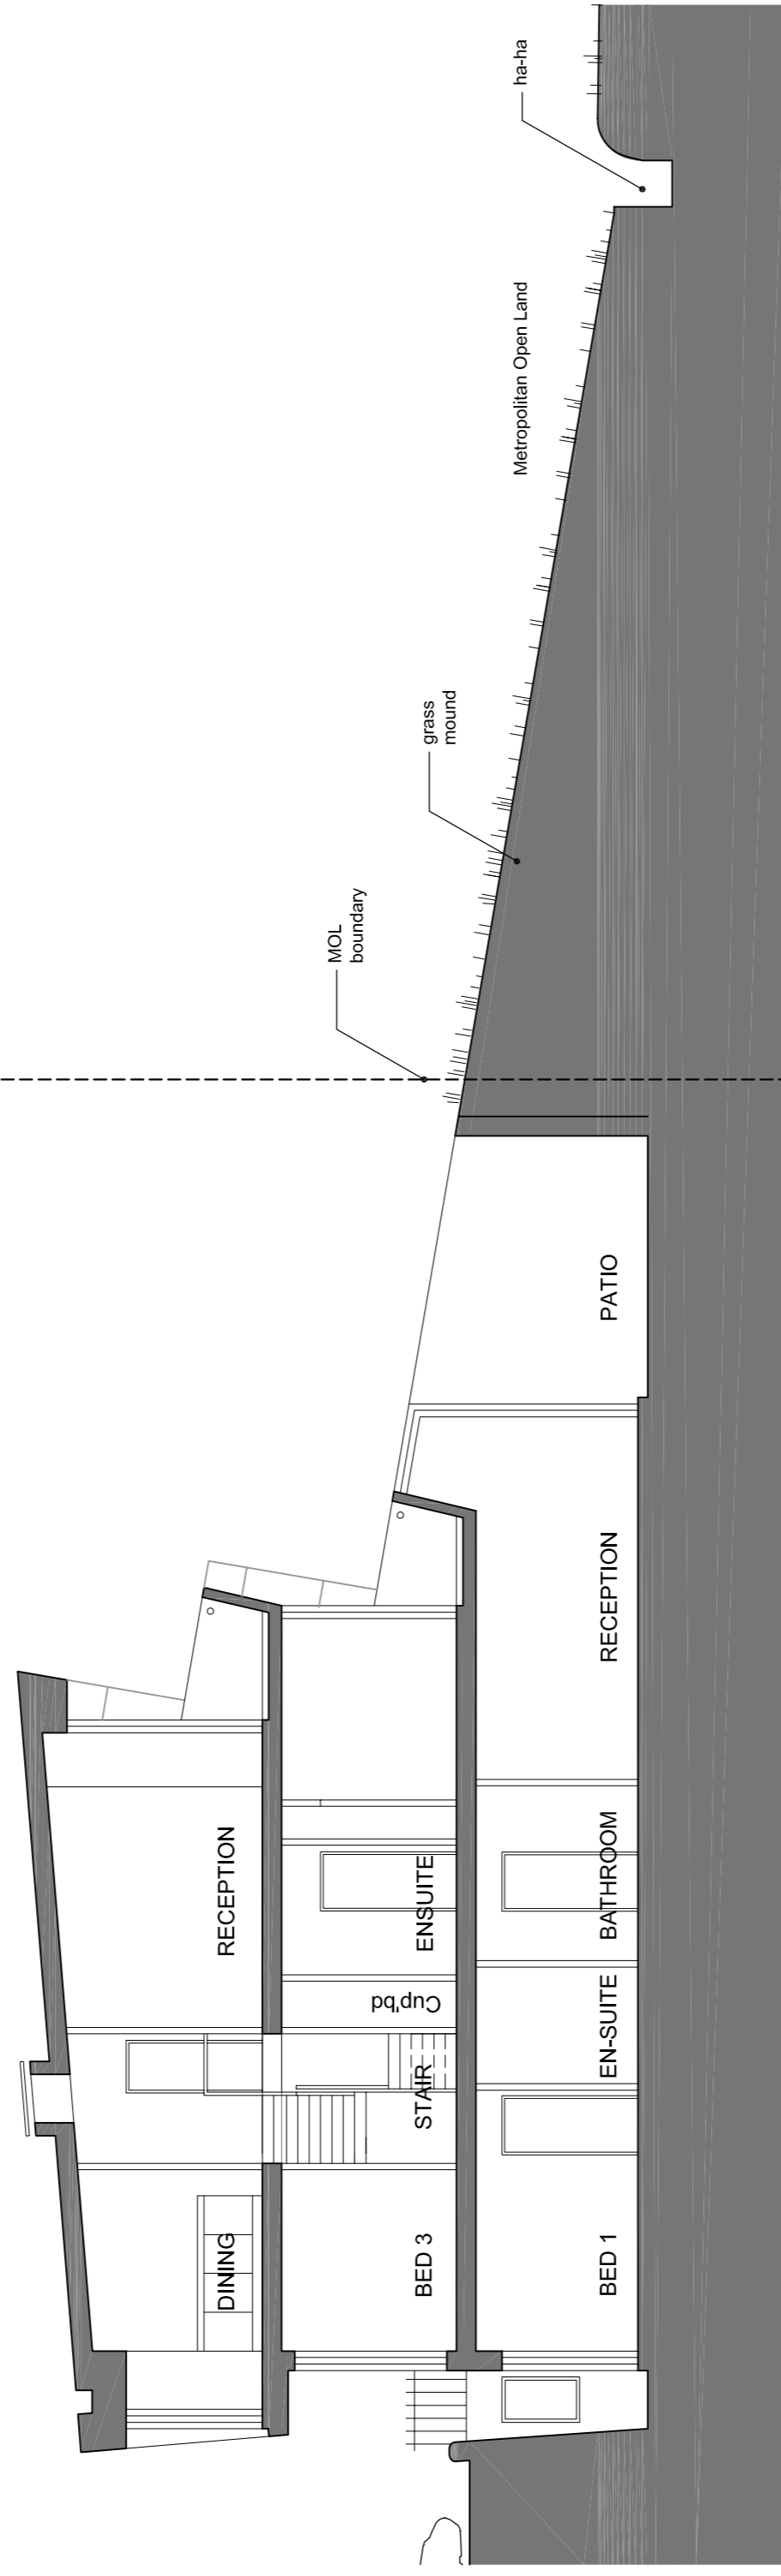 DINING
RECEPTION
BED 3
STAIR
Cup'bd
ENSUITE
BED 1
EN-SUITE
BATHROOM
RECEPTION
PATIO
MOL
boundary
grass
mound
Metropolitan Open Land
ha-ha